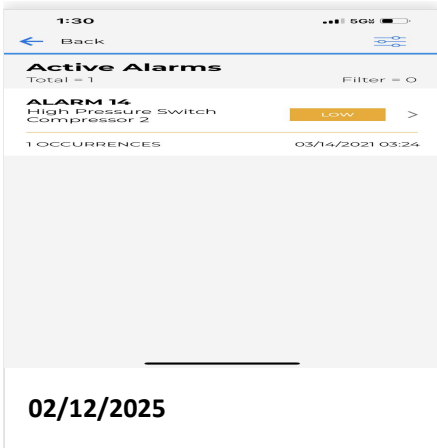 1:30
5G
Back
Active Alarms
Total = 1 Filter = 0
ALARM 14
High Pressure Switch
Compressor 2
LOW >
1 OCCURRENCES 03/14/2021 03:24
02/12/2025